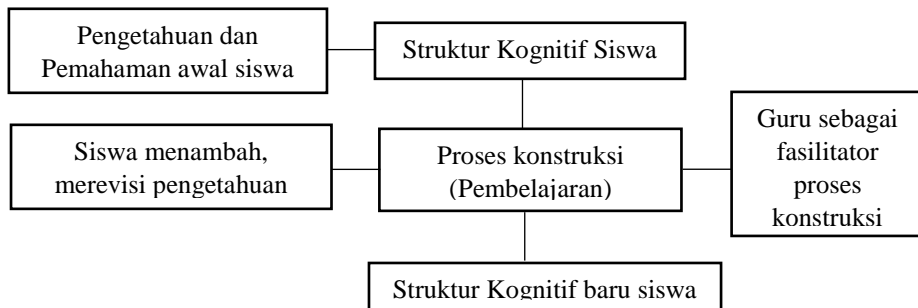 Pengetahuan dan
Pemahaman awal siswa
Struktur Kognitif Siswa
Siswa menambah,
merevisi pengetahuan
Proses konstruksi
(Pembelajaran)
Guru sebagai
fasilitator
proses
konstruksi
Struktur Kognitif baru siswa